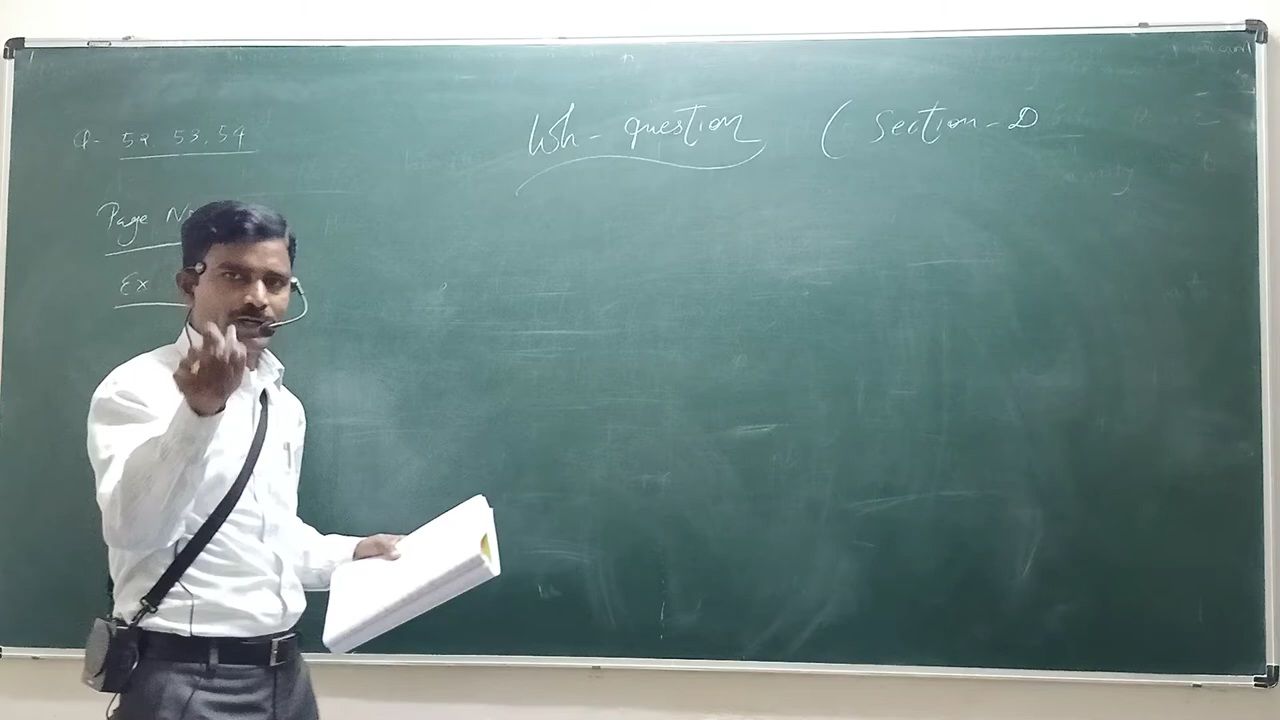 Wh- question ( Section - D
Q- 52, 53, 54
Page N
Ex